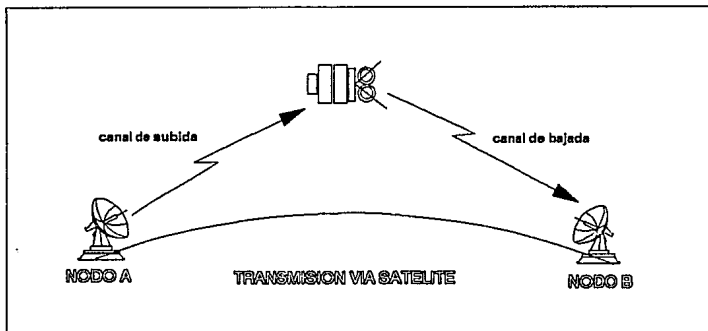 canal de subida
canal de bajada
NODO A
TRANSMISION VIA SATELITE
NODO B